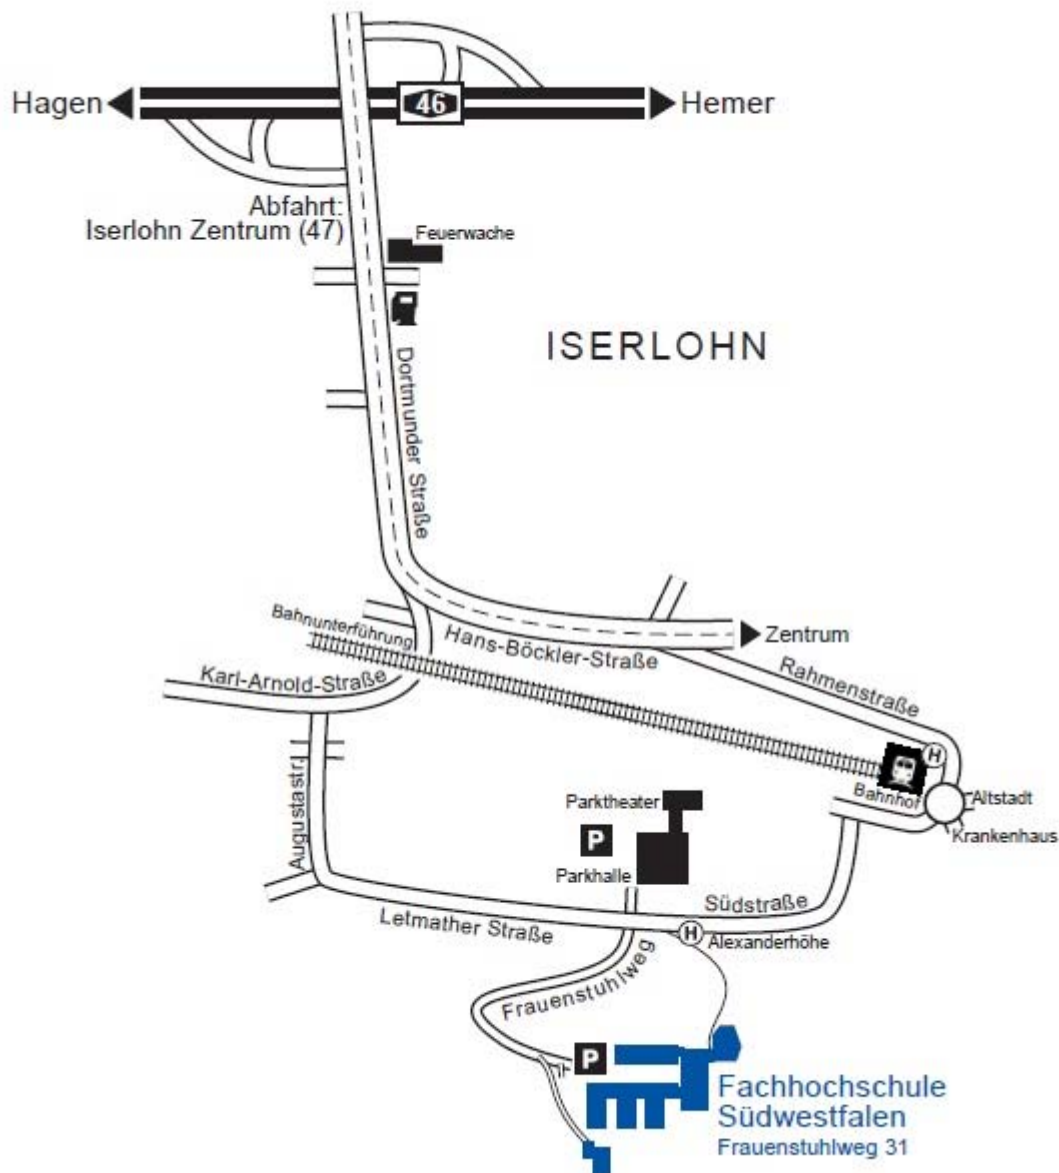 Hagen
46
Hemer
Abfahrt:
Iserlohn Zentrum (47)
Feuerwache
ISERLOHN
Dortmunder Straße
Bahnunterführung
Hans-Böckler-Straße
Zentrum
Karl-Arnold-Straße
Rahmenstraße
H
Bahnhof
Altstadt
Krankenhaus
Augustastr.
Parktheater
P
Parkhalle
Südstraße
Letmather Straße
H
Alexanderhöhe
Frauenstuhlweg
P
Fachhochschule
Südwestfalen
Frauenstuhlweg 31